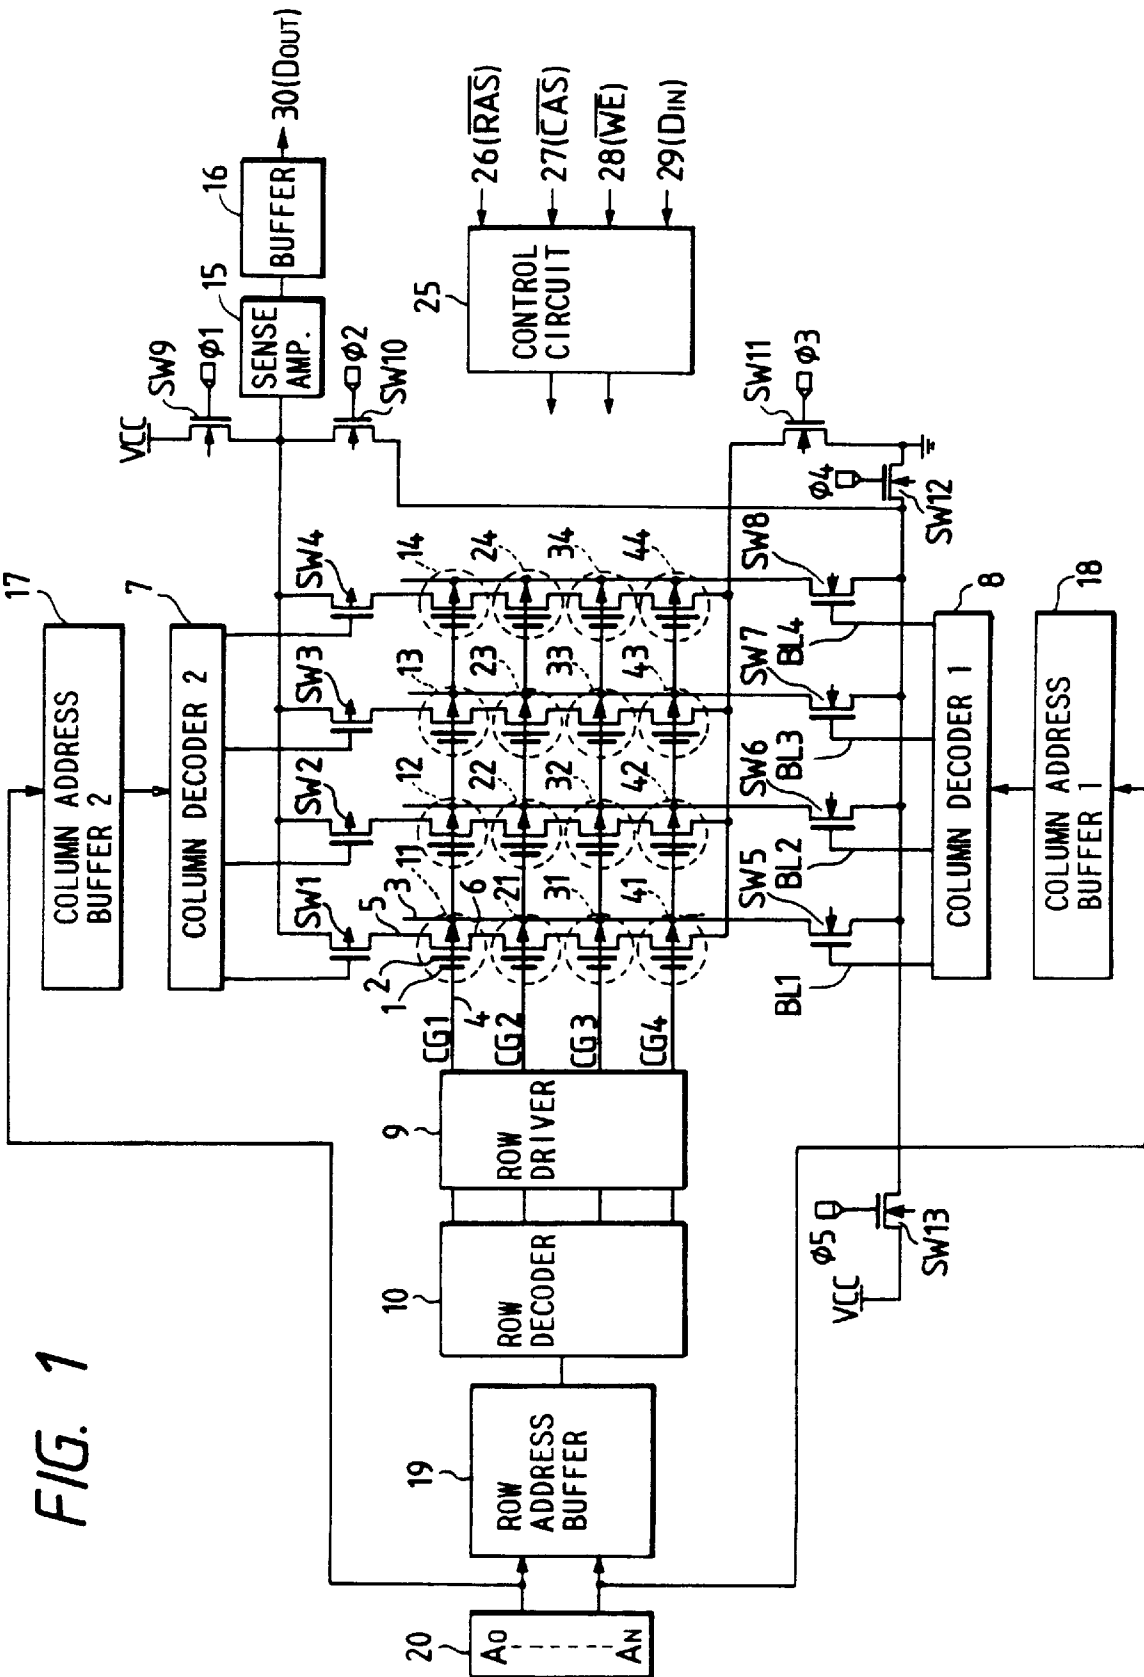 FIG. 1
17
COLUMN ADDRESS
BUFFER 2
7
COLUMN DECODER 2
SW1
SW2
SW3
SW4
VCC
SW9
Φ1
SENSE
AMP.
15
BUFFER
16
30(DOUT)
Φ2
SW10
20
A0
AN
19
ROW
ADDRESS
BUFFER
10
ROW
DECODER
9
ROW
DRIVER
CG1
CG2
CG3
CG4
4
1
2
5
3
6
11
12
13
14
21
22
23
24
31
32
33
34
41
42
43
44
25
CONTROL
CIRCUIT
26(RAS)
27(CAS)
28(WE)
29(DIN)
SW11
Φ3
Φ4
SW12
SW5
SW6
SW7
SW8
BL1
BL2
BL3
BL4
VCC
Φ5
SW13
8
COLUMN DECODER 1
18
COLUMN ADDRESS
BUFFER 1